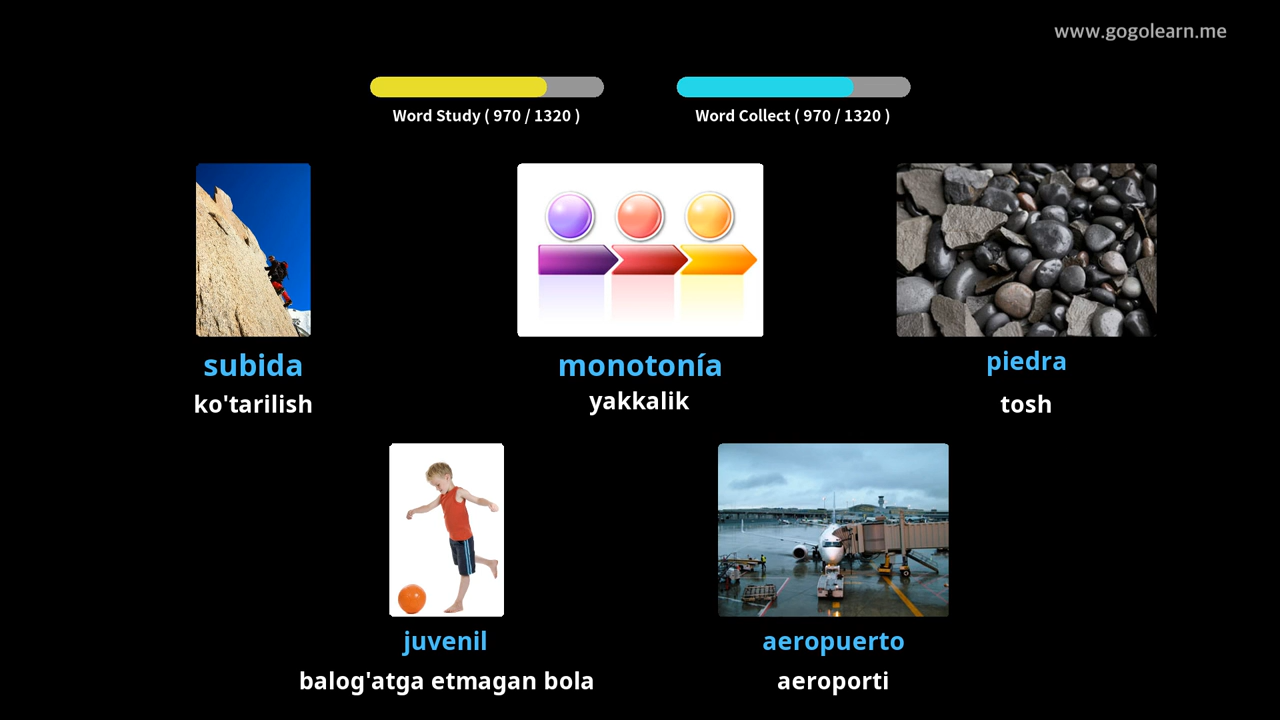 www.gogolearn.me
Word Study ( 970 / 1320 )
Word Collect ( 970 / 1320 )
subida
ko'tarilish
monotonía
yakkalik
piedra
tosh
juvenil
balog'atga etmagan bola
aeropuerto
aeroporti